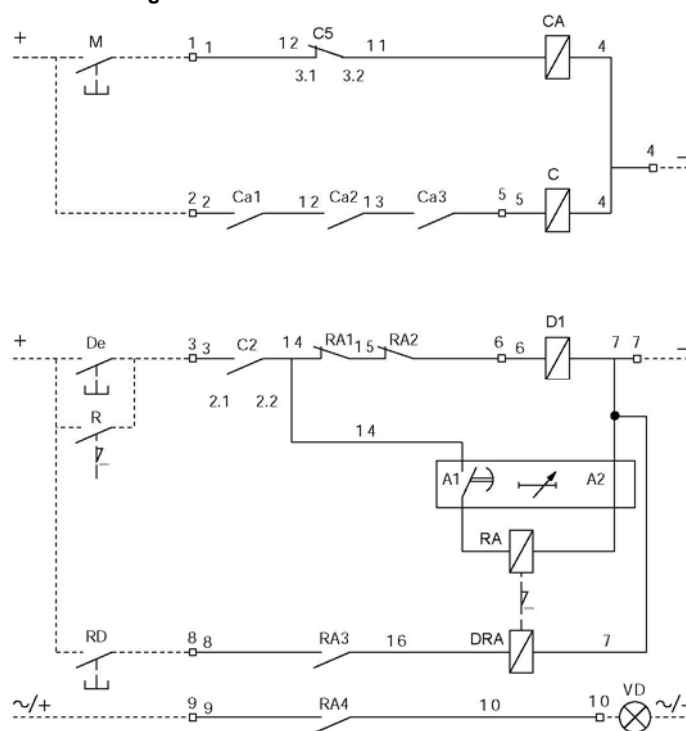 + M 1 1 12 C5 11 CA 4
3.1 3.2
4 −
2 2 Ca1 12 Ca2 13 Ca3 5 5 C 4
+ De 3 3 C2 14 RA1 15 RA2 6 6 D1 7 7 −
2.1 2.2
R
14
A1 A2
RA
RD 8 8 RA3 16 DRA 7
~/+ 9 9 RA4 10 10 VD ~/-